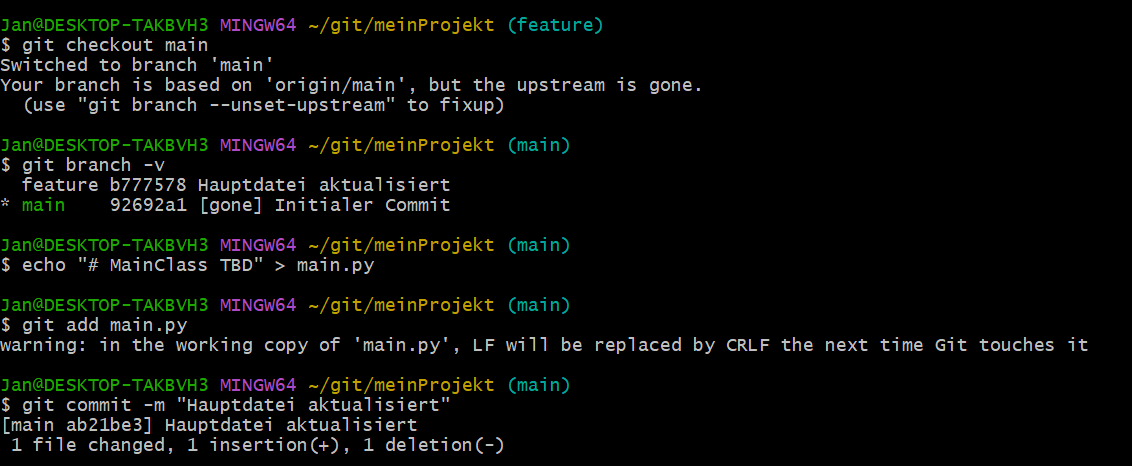 Jan@DESKTOP-TAKBVH3 MINGW64 ~/git/meinProjekt (feature)
$ git checkout main
Switched to branch 'main'
Your branch is based on 'origin/main', but the upstream is gone.
  (use "git branch --unset-upstream" to fixup)
Jan@DESKTOP-TAKBVH3 MINGW64 ~/git/meinProjekt (main)
$ git branch -v
  feature b777578 Hauptdatei aktualisiert
* main    92692a1 [gone] Initialer Commit
Jan@DESKTOP-TAKBVH3 MINGW64 ~/git/meinProjekt (main)
$ echo "# MainClass TBD" > main.py
Jan@DESKTOP-TAKBVH3 MINGW64 ~/git/meinProjekt (main)
$ git add main.py
warning: in the working copy of 'main.py', LF will be replaced by CRLF the next time Git touches it
Jan@DESKTOP-TAKBVH3 MINGW64 ~/git/meinProjekt (main)
$ git commit -m "Hauptdatei aktualisiert"
[main ab21be3] Hauptdatei aktualisiert
 1 file changed, 1 insertion(+), 1 deletion(-)